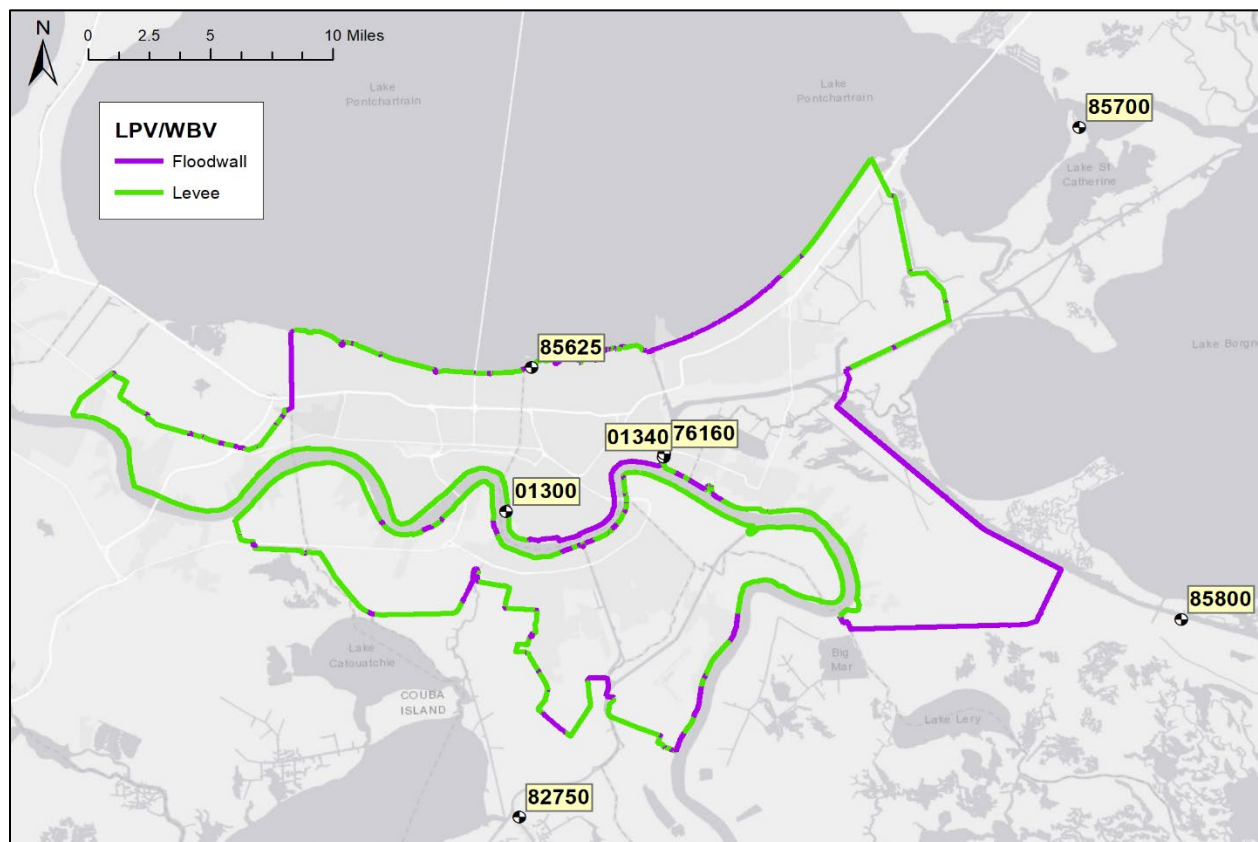 N
0 2.5 5 10 Miles
Lake
Pontchartrain
Lake
Pontchartrain
85700
LPV/WBV
Floodwall
Levee
Lake St
Catherine
85625
Lake Borgn
01340
76160
01300
85800
Lake
Catouatchie
COUBA
ISLAND
Big
Mar
Lake Lery
82750